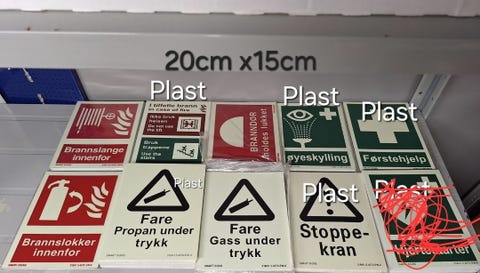 20cm x15cm
Plast
Plast
Plast
Brannslange
innenfor
I tilfelle brann
in case of fire
Ikke bruk
heisen
Do not use
the lift
Bruk
trappene
Use the
stairs
BRANNDØR
holdes lukket
øyeskylling
Førstehjelp
Brannslokker
innenfor
Plast
Fare
Propan under
trykk
Fare
Gass under
trykk
Plast
Stoppe-
kran
Plast